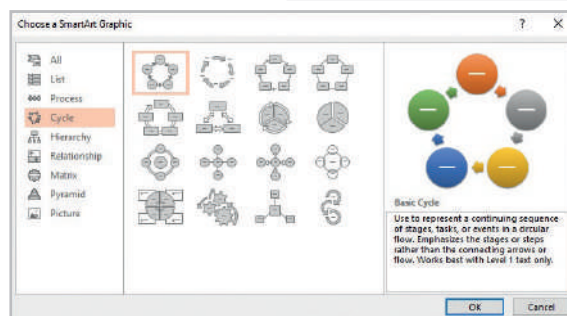 Choose a SmartArt Graphic
?
All
List
Process
Cycle
Hierarchy
Relationship
Matrix
Pyramid
Picture
Basic Cycle
Use to represent a continuing sequence
of stages, tasks, or events in a circular
flow. Emphasizes the stages or steps
rather than the connecting arrows or
flow. Works best with Level 1 text only.
OK
Cancel